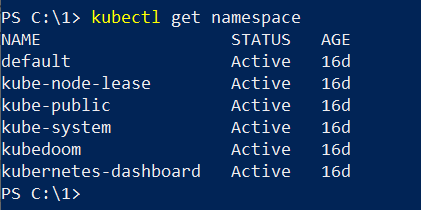 PS C:\1> kubectl get namespace
NAME                   STATUS   AGE
default                Active   16d
kube-node-lease        Active   16d
kube-public            Active   16d
kube-system            Active   16d
kubedoom               Active   16d
kubernetes-dashboard   Active   16d
PS C:\1>